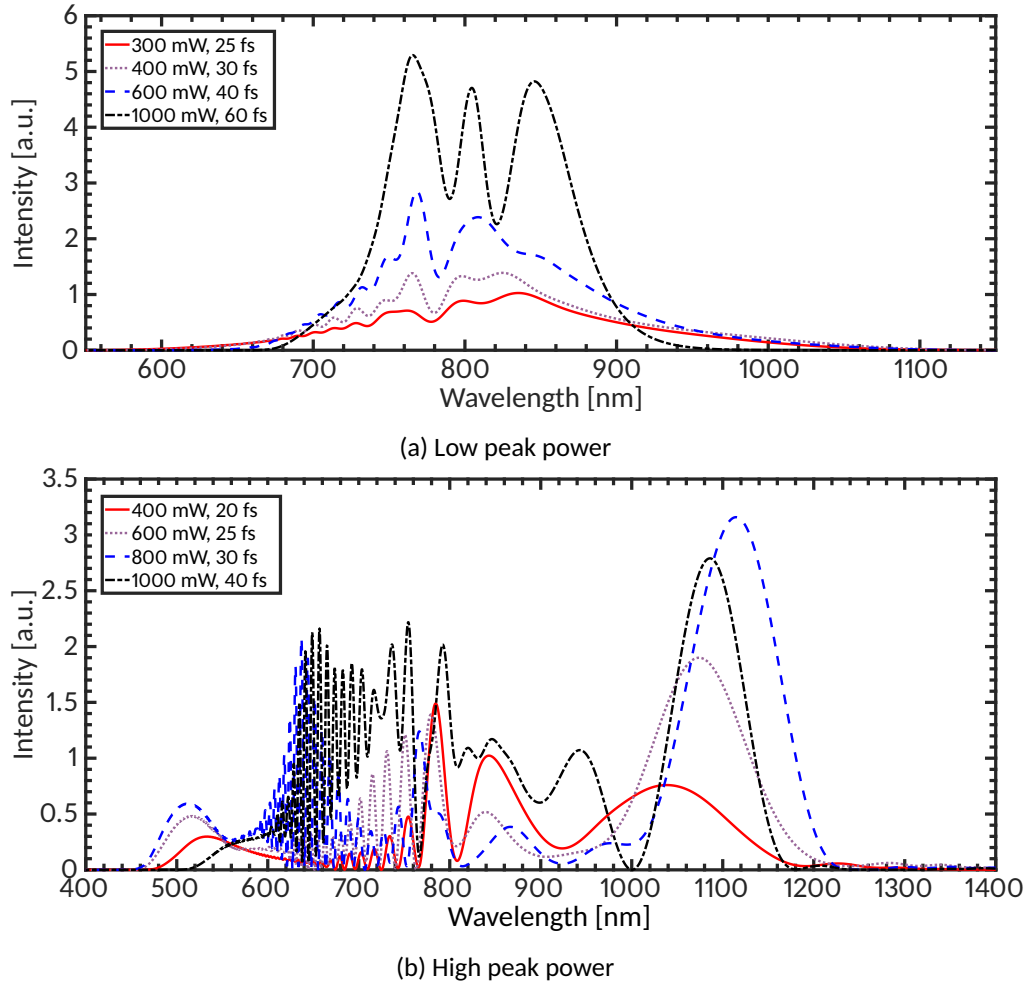 6
5
4
3
2
1
0
Intensity [a.u.]
300 mW, 25 fs
400 mW, 30 fs
600 mW, 40 fs
1000 mW, 60 fs
600 700 800 900 1000 1100
Wavelength [nm]
(a) Low peak power
3.5
3
2.5
2
1.5
1
0.5
0
Intensity [a.u.]
400 mW, 20 fs
600 mW, 25 fs
800 mW, 30 fs
1000 mW, 40 fs
400 500 600 700 800 900 1000 1100 1200 1300 1400
Wavelength [nm]
(b) High peak power